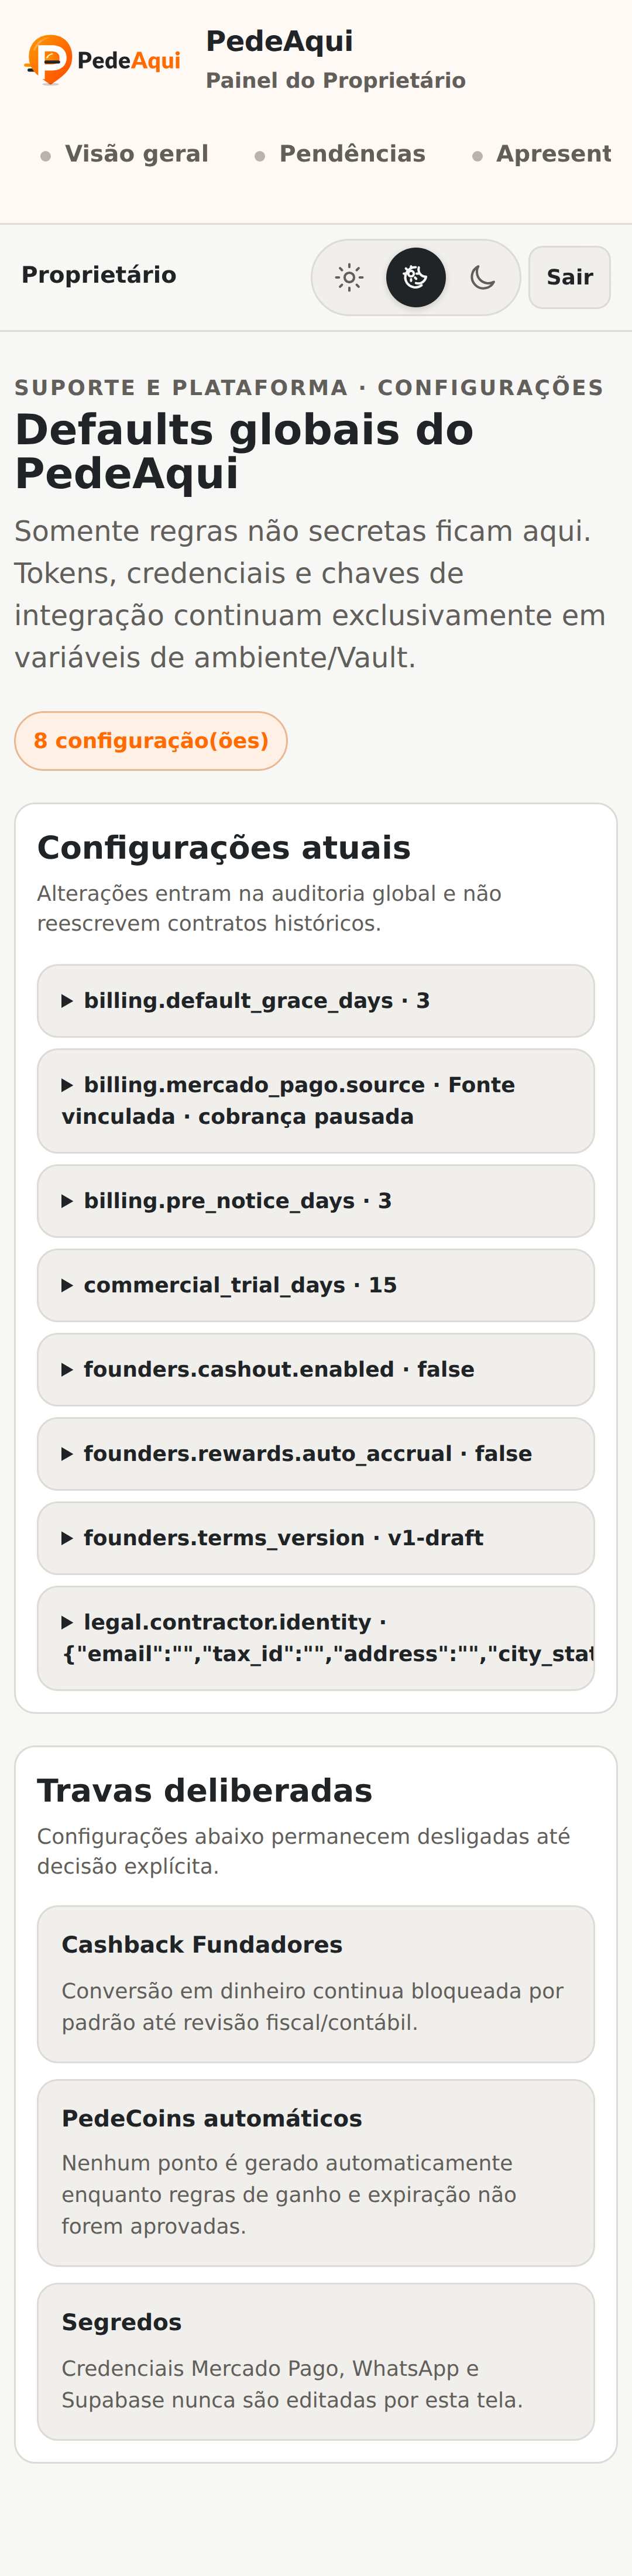 PedeAqui
PedeAqui
Painel do Proprietário
Visão geral
Pendências
Apresent
Proprietário
Sair
SUPORTE E PLATAFORMA · CONFIGURAÇÕES
Defaults globais do
PedeAqui
Somente regras não secretas ficam aqui.
Tokens, credenciais e chaves de
integração continuam exclusivamente em
variáveis de ambiente/Vault.
8 configuração(ões)
Configurações atuais
Alterações entram na auditoria global e não
reescrevem contratos históricos.
billing.default_grace_days · 3
billing.mercado_pago.source · Fonte
vinculada · cobrança pausada
billing.pre_notice_days · 3
commercial_trial_days · 15
founders.cashout.enabled · false
founders.rewards.auto_accrual · false
founders.terms_version · v1-draft
legal.contractor.identity ·
{"email":"","tax_id":"","address":"","city_stat
Travas deliberadas
Configurações abaixo permanecem desligadas até
decisão explícita.
Cashback Fundadores
Conversão em dinheiro continua bloqueada por
padrão até revisão fiscal/contábil.
PedeCoins automáticos
Nenhum ponto é gerado automaticamente
enquanto regras de ganho e expiração não
forem aprovadas.
Segredos
Credenciais Mercado Pago, WhatsApp e
Supabase nunca são editadas por esta tela.